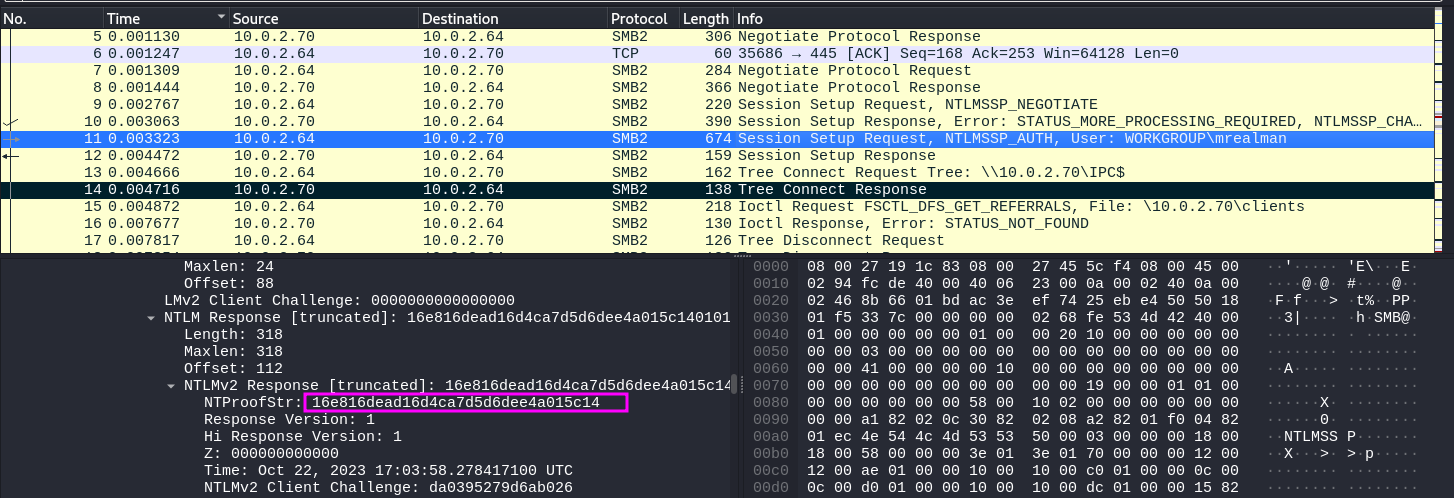 No. Time Source Destination Protocol Length Info
5 0.001130 10.0.2.70 10.0.2.64 SMB2 306 Negotiate Protocol Response
6 0.001247 10.0.2.64 10.0.2.70 TCP 60 35686 → 445 [ACK] Seq=168 Ack=253 Win=64128 Len=0
7 0.001309 10.0.2.64 10.0.2.70 SMB2 284 Negotiate Protocol Request
8 0.001444 10.0.2.70 10.0.2.64 SMB2 366 Negotiate Protocol Response
9 0.002767 10.0.2.64 10.0.2.70 SMB2 220 Session Setup Request, NTLMSSP_NEGOTIATE
10 0.003063 10.0.2.70 10.0.2.64 SMB2 390 Session Setup Response, Error: STATUS_MORE_PROCESSING_REQUIRED, NTLMSSP_CHA…
11 0.003323 10.0.2.64 10.0.2.70 SMB2 674 Session Setup Request, NTLMSSP_AUTH, User: WORKGROUP\mrealman
12 0.004472 10.0.2.70 10.0.2.64 SMB2 159 Session Setup Response
13 0.004666 10.0.2.64 10.0.2.70 SMB2 162 Tree Connect Request Tree: \\10.0.2.70\IPC$
14 0.004716 10.0.2.70 10.0.2.64 SMB2 138 Tree Connect Response
15 0.004872 10.0.2.64 10.0.2.70 SMB2 218 Ioctl Request FSCTL_DFS_GET_REFERRALS, File: \10.0.2.70\clients
16 0.007677 10.0.2.70 10.0.2.64 SMB2 130 Ioctl Response, Error: STATUS_NOT_FOUND
17 0.007817 10.0.2.64 10.0.2.70 SMB2 126 Tree Disconnect Request
Maxlen: 24
Offset: 88
LMv2 Client Challenge: 0000000000000000
NTLM Response [truncated]: 16e816dead16d4ca7d5d6dee4a015c140101
Length: 318
Maxlen: 318
Offset: 112
NTLMv2 Response [truncated]: 16e816dead16d4ca7d5d6dee4a015c14
NTProofStr: 16e816dead16d4ca7d5d6dee4a015c14
Response Version: 1
Hi Response Version: 1
Z: 000000000000
Time: Oct 22, 2023 17:03:58.278417100 UTC
NTLMv2 Client Challenge: da0395279d6ab026
0000 08 00 27 19 1c 83 08 00 27 45 5c f4 08 00 45 00 ··'····· 'E\···E·
0010 02 94 fc de 40 00 40 06 23 00 0a 00 02 40 0a 00 ····@·@· #····@··
0020 02 46 8b 66 01 bd ac 3e ef 74 25 eb e4 50 50 18 ·F·f···> ·t%··PP·
0030 01 f5 33 7c 00 00 00 00 02 68 fe 53 4d 42 40 00 ··3|···· ·h·SMB@·
0040 01 00 00 00 00 00 01 00 00 20 10 00 00 00 00 00
0050 00 00 03 00 00 00 00 00 00 00 00 00 00 00 00 00
0060 00 00 41 00 00 00 00 10 00 00 00 00 00 00 00 00 ··A·····
0070 00 00 00 00 00 00 00 00 00 00 19 00 00 01 01 00
0080 00 00 00 00 00 00 58 00 10 02 00 00 00 00 00 00 ······X·
0090 00 00 a1 82 02 0c 30 82 02 08 a2 82 01 f0 04 82 ······0·
00a0 01 ec 4e 54 4c 4d 53 53 50 00 03 00 00 00 18 00 ··NTLMSS P·······
00b0 18 00 58 00 00 00 3e 01 3e 01 70 00 00 00 12 00 ··X···>· >·p·····
00c0 12 00 ae 01 00 00 10 00 10 00 c0 01 00 00 0c 00
00d0 0c 00 d0 01 00 00 10 00 10 00 dc 01 00 00 15 82